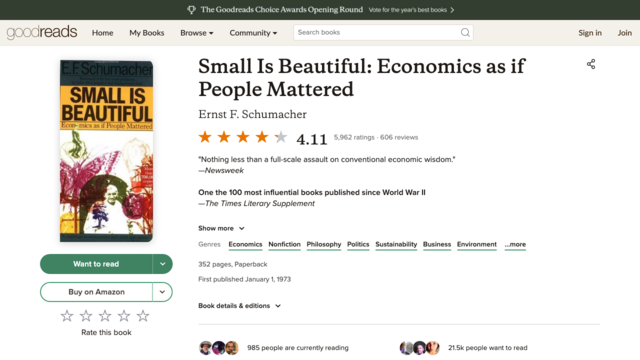 The Goodreads Choice Awards Opening Round Vote for the year's best books
goodreads Home My Books Browse Community Search books Sign in Join
E.F. Schumacher
SMALL IS
BEAUTIFUL
Economics as if People Mattered
Small Is Beautiful: Economics as if
People Mattered
Ernst F. Schumacher
4.11 5,962 ratings · 606 reviews
"Nothing less than a full-scale assault on conventional economic wisdom."
—Newsweek
One the 100 most influential books published since World War II
—The Times Literary Supplement
Show more
Genres Economics Nonfiction Philosophy Politics Sustainability Business Environment ...more
352 pages, Paperback
First published January 1, 1973
Book details & editions
Want to read
Buy on Amazon
Rate this book
985 people are currently reading
21.5k people want to read